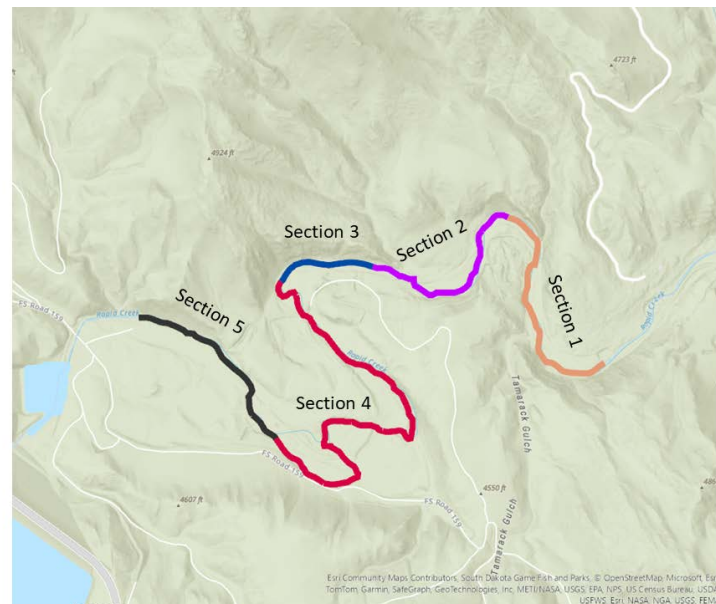 4723 ft
4924 ft
Section 3
Section 2
Section 1
Rapid Creek
FS Road 159
Rapid Creek
Section 5
Rapid Creek
Section 4
Tamarack Gulch
FS Road 159
4607 ft
FS Road 159
4550 ft
Tamarack Gulch
Esri Community Maps Contributors, South Dakota Game Fish and Parks, © OpenStreetMap, Microsoft, Esri,
TomTom, Garmin, SafeGraph, GeoTechnologies, Inc, METI/NASA, USGS, EPA, NPS, US Census Bureau, USDA,
USFWS, Esri, NASA, NGA, USGS, FEMA